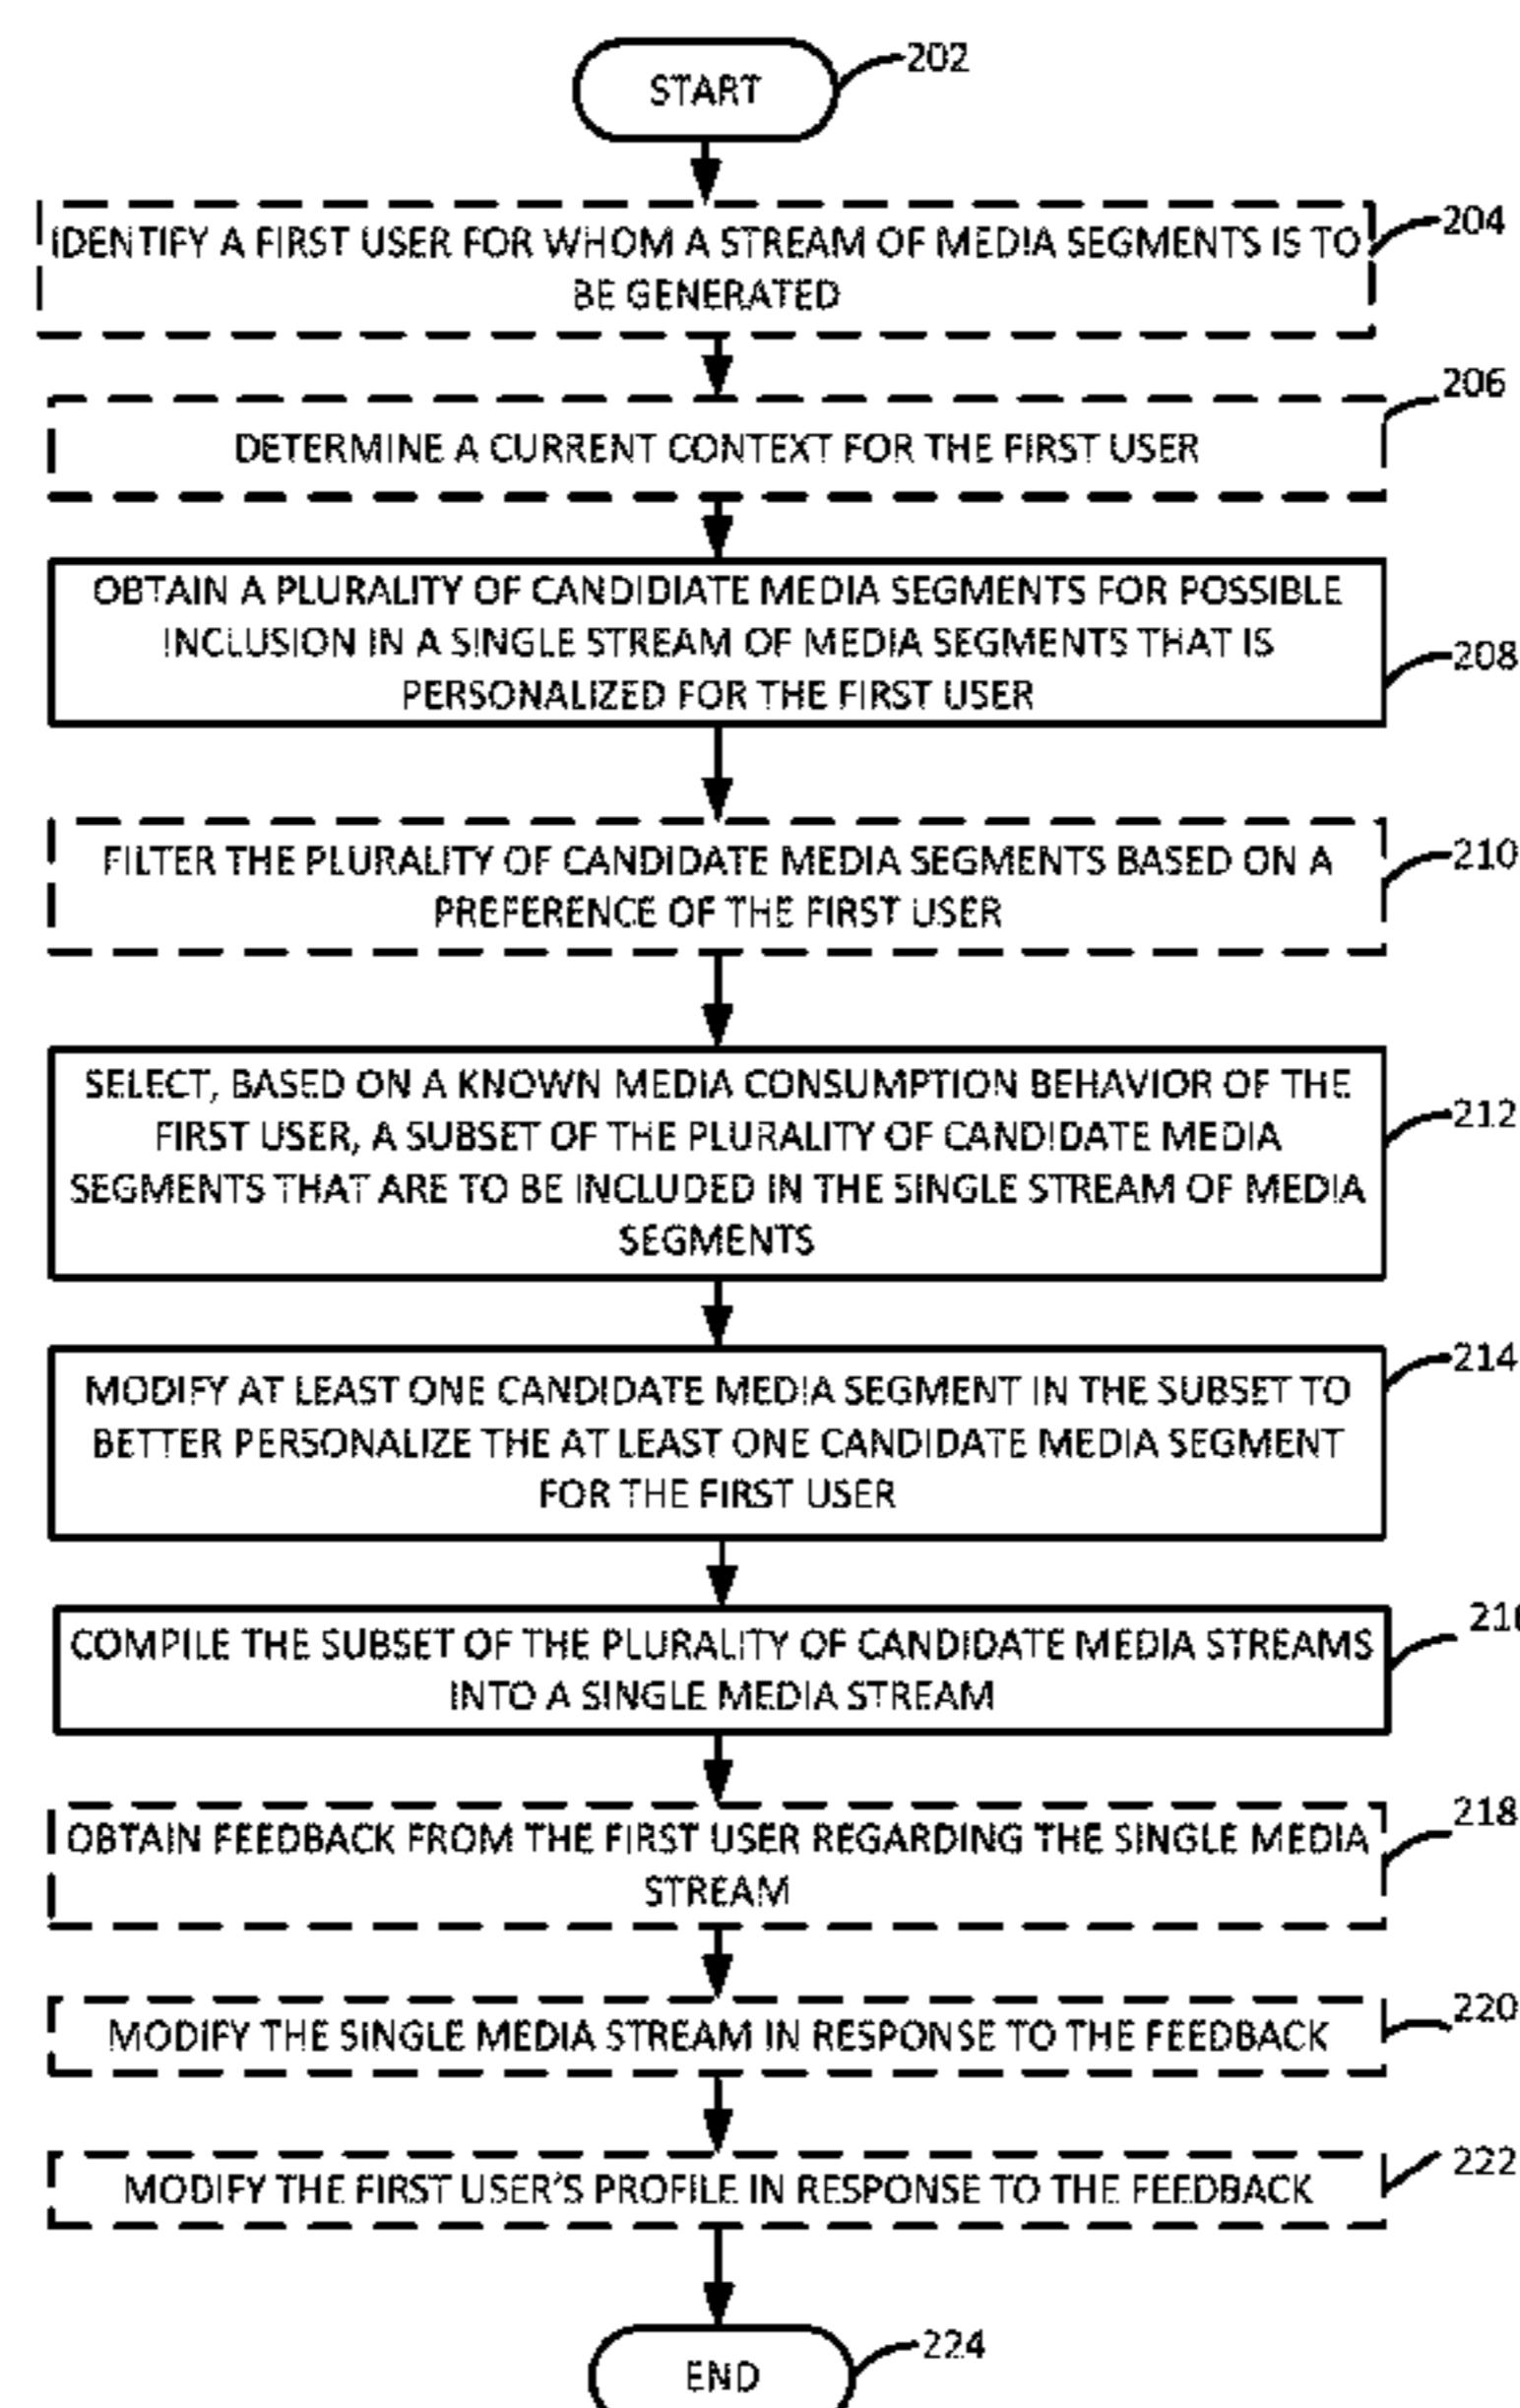 START
202
IDENTIFY A FIRST USER FOR WHOM A STREAM OF MEDIA SEGMENTS IS TO
BE GENERATED
204
206
DETERMINE A CURRENT CONTEXT FOR THE FIRST USER
OBTAIN A PLURALITY OF CANDIDIATE MEDIA SEGMENTS FOR POSSIBLE
INCLUSION IN A SINGLE STREAM OF MEDIA SEGMENTS THAT IS
PERSONALIZED FOR THE FIRST USER
208
FILTER THE PLURALITY OF CANDIDATE MEDIA SEGMENTS BASED ON A
PREFERENCE OF THE FIRST USER
210
SELECT, BASED ON A KNOWN MEDIA CONSUMPTION BEHAVIOR OF THE
FIRST USER, A SUBSET OF THE PLURALITY OF CANDIDATE MEDIA
SEGMENTS THAT ARE TO BE INCLUDED IN THE SINGLE STREAM OF MEDIA
SEGMENTS
212
MODIFY AT LEAST ONE CANDIDATE MEDIA SEGMENT IN THE SUBSET TO
BETTER PERSONALIZE THE AT LEAST ONE CANDIDATE MEDIA SEGMENT
FOR THE FIRST USER
214
COMPILE THE SUBSET OF THE PLURALITY OF CANDIDATE MEDIA STREAMS
INTO A SINGLE MEDIA STREAM
216
OBTAIN FEEDBACK FROM THE FIRST USER REGARDING THE SINGLE MEDIA
STREAM
218
MODIFY THE SINGLE MEDIA STREAM IN RESPONSE TO THE FEEDBACK
220
MODIFY THE FIRST USER'S PROFILE IN RESPONSE TO THE FEEDBACK
222
END
224